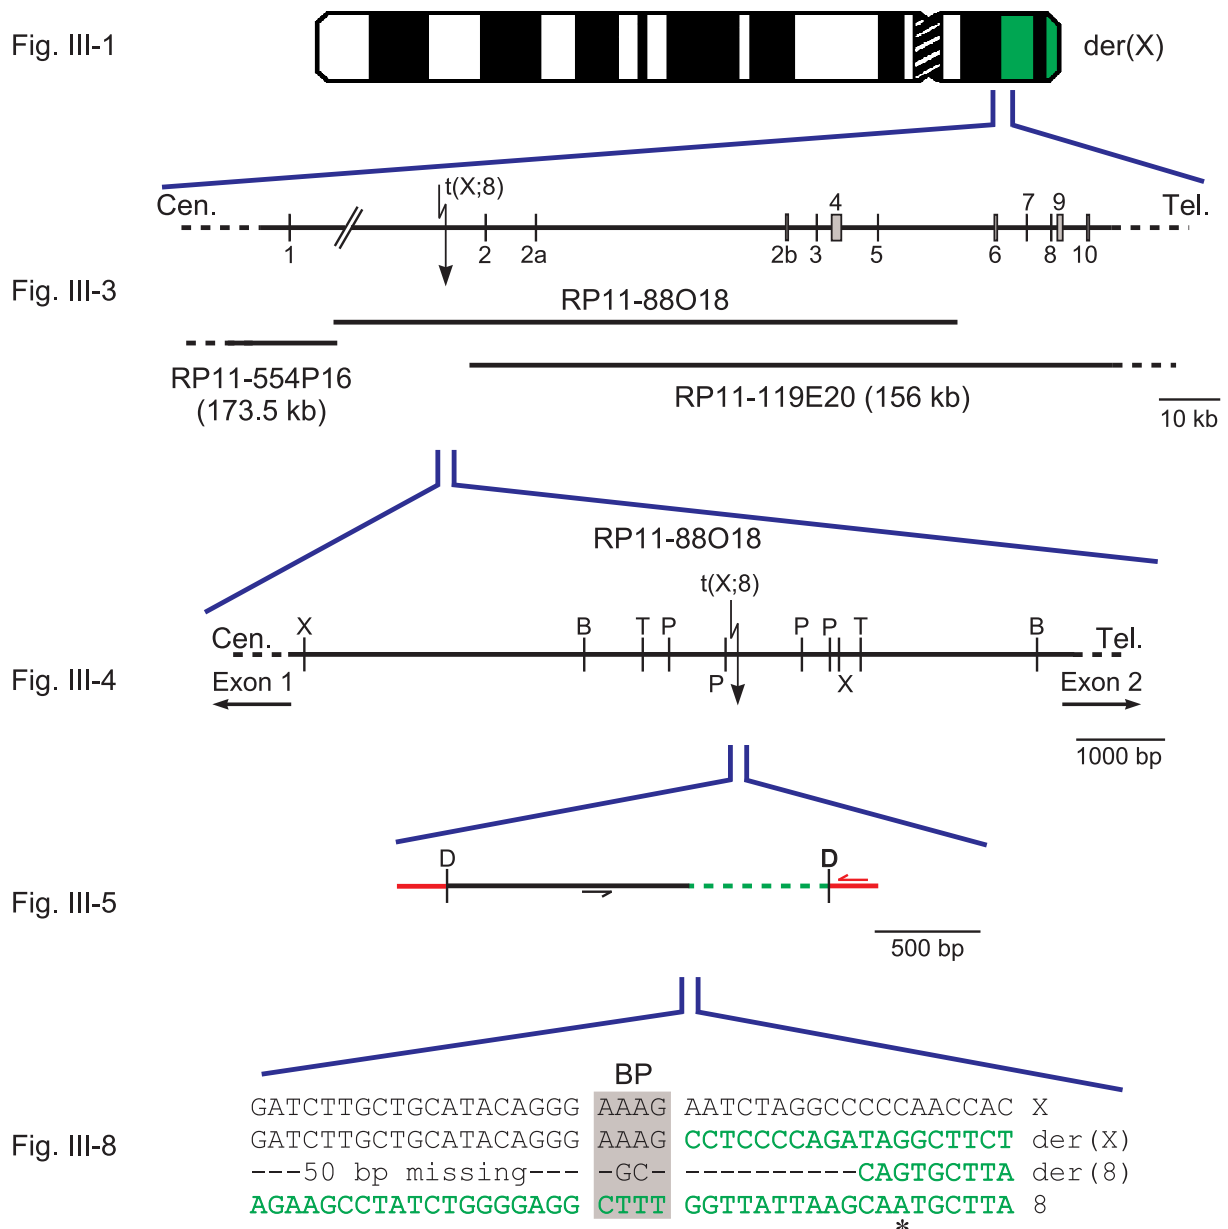 Fig. III-1
der(X)
t(X;8)
Cen.
Tel.
4 7 9
1 2 2a 2b 3 5 6 8 10
Fig. III-3
RP11-88O18
RP11-554P16
(173.5 kb)
RP11-119E20 (156 kb)
10 kb
RP11-88O18
t(X;8)
Cen. X B T P P P T B Tel.
Fig. III-4
Exon 1 P X Exon 2
1000 bp
D D
Fig. III-5
500 bp
BP
GATCTTGCTGCATACAGGG AAAG AATCTAGGCCCCCAACCAC X
Fig. III-8
GATCTTGCTGCATACAGGG AAAG CCTCCCCAGATAGGCTTCT der(X)
---50 bp missing---- -GC- ----------CAGTGCTTA der(8)
AGAAGCCTATCTGGGGAGG CTTT GGTTATTAAGCAATGCTTA 8
*